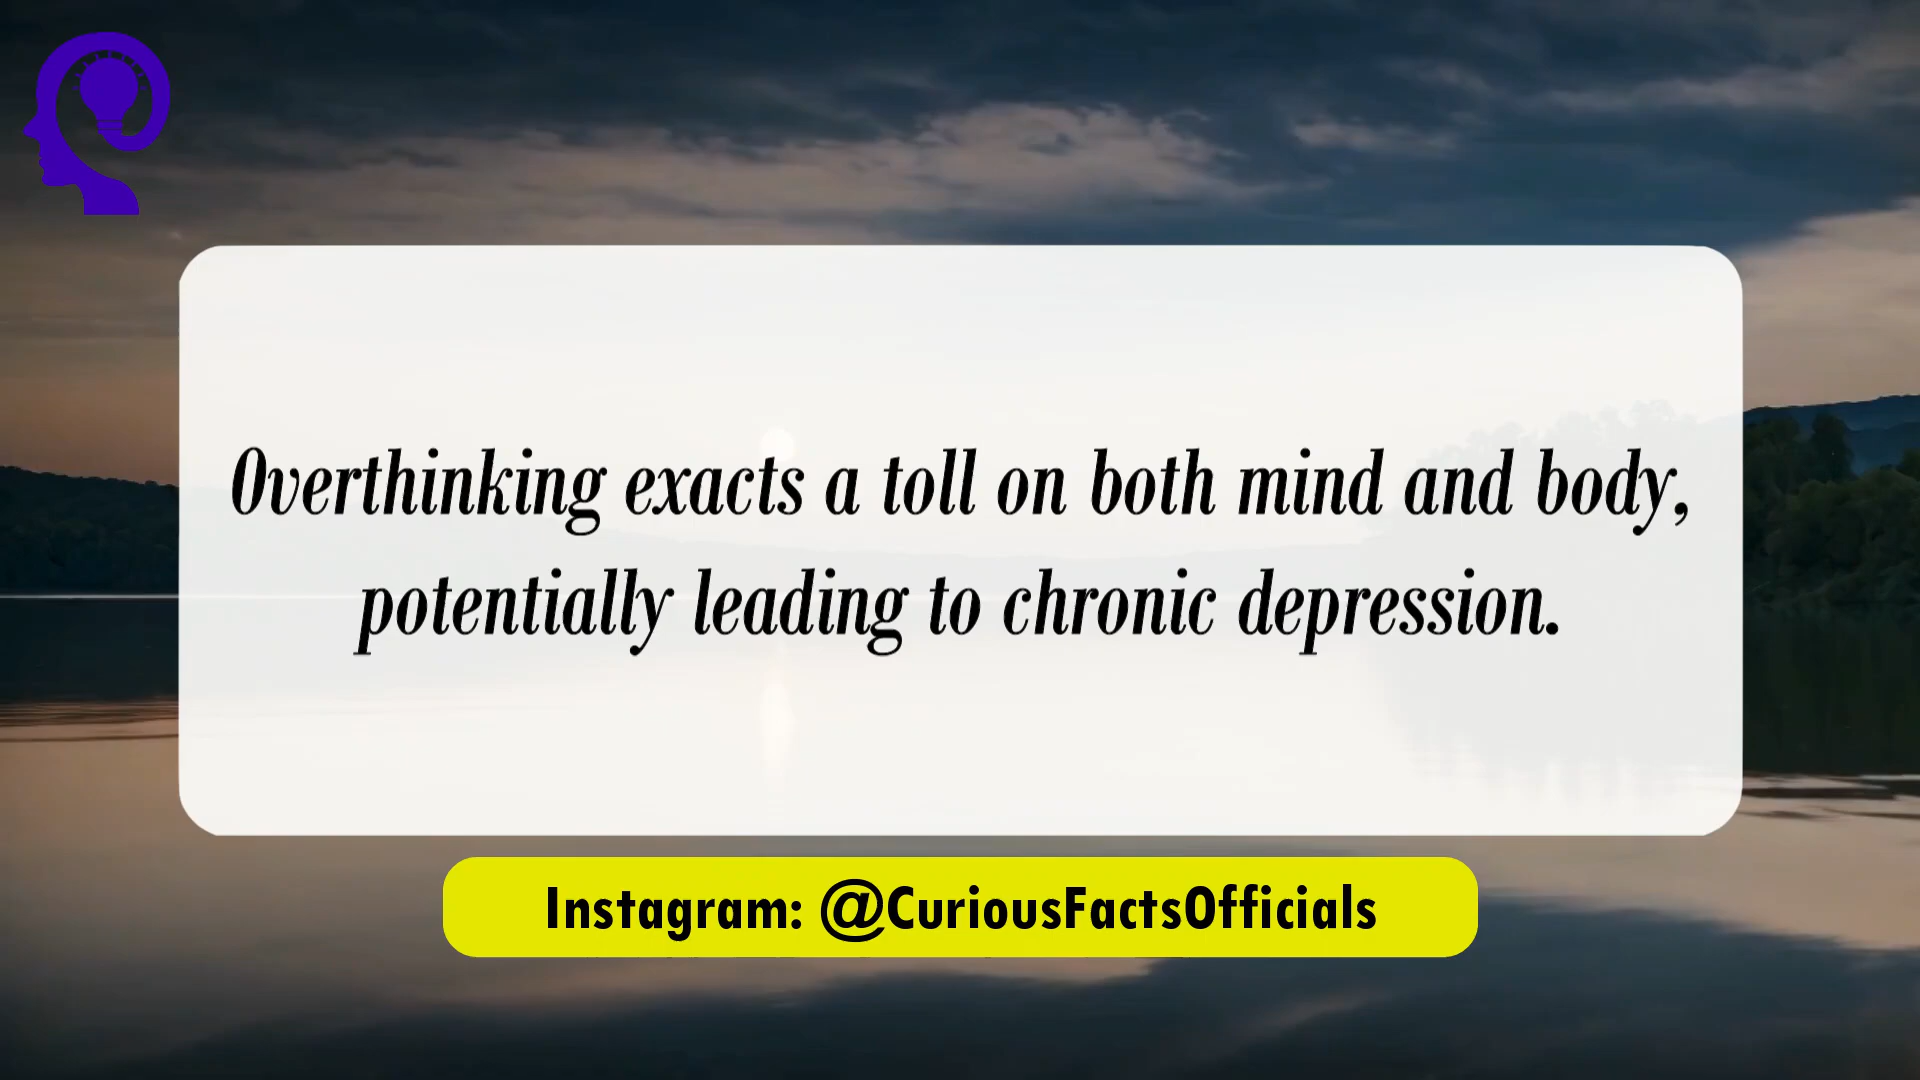 Overthinking exacts a toll on both mind and body,
potentially leading to chronic depression.
Instagram: @CuriousFactsOfficials